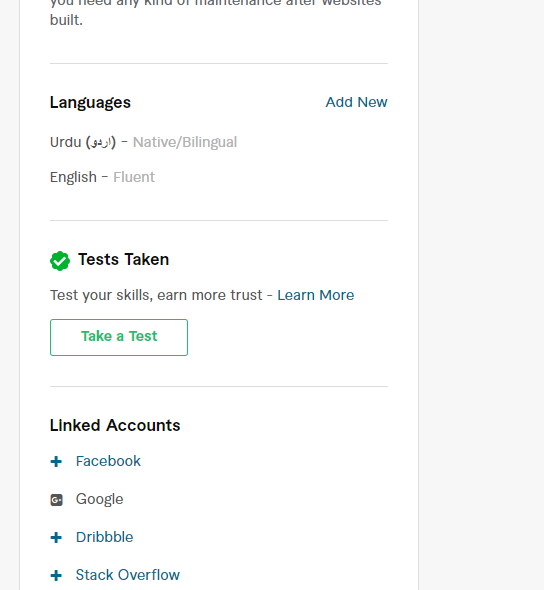 you need any kind of maintenance after websites
built.
Languages
Add New
Urdu (اردو) - Native/Bilingual
English - Fluent
Tests Taken
Test your skills, earn more trust - Learn More
Take a Test
Linked Accounts
Facebook
G+ Google
Dribbble
Stack Overflow